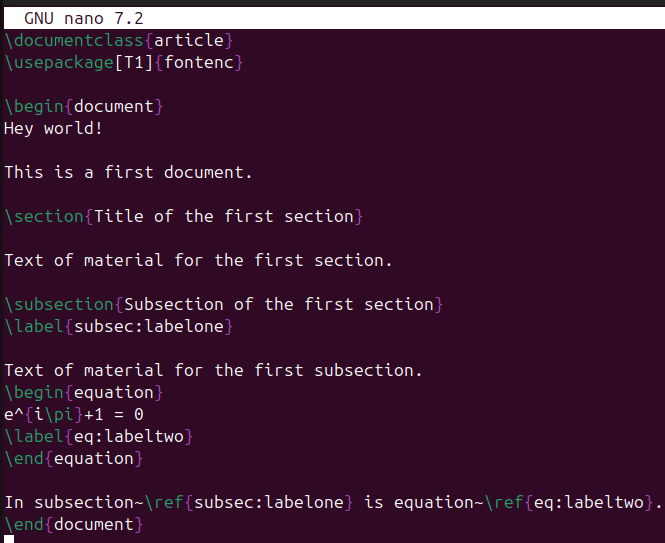 GNU nano 7.2
\documentclass{article}
\usepackage[T1]{fontenc}
\begin{document}
Hey world!
This is a first document.
\section{Title of the first section}
Text of material for the first section.
\subsection{Subsection of the first section}
\label{subsec:labelone}
Text of material for the first subsection.
\begin{equation}
e^{i\pi}+1 = 0
\label{eq:labeltwo}
\end{equation}
In subsection~\ref{subsec:labelone} is equation~\ref{eq:labeltwo}.
\end{document}